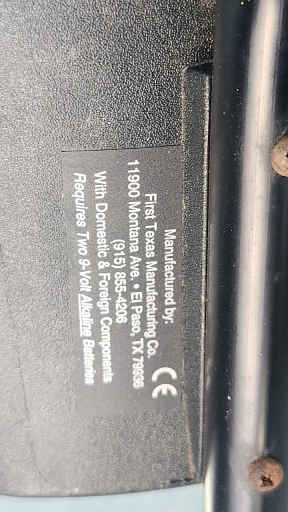 Manufactured by:
First Texas Manufacturing Co. CE
11900 Montana Ave. • El Paso, TX 79936
(915) 855-4206
With Domestic & Foreign Components
Requires Two 9-Volt Alkaline Batteries